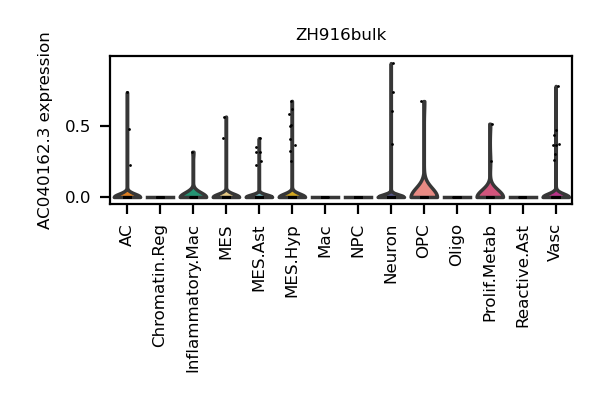 ZH916bulk
AC040162.3 expression
0.5
0.0
AC
Chromatin.Reg
Inflammatory.Mac
MES
MES.Ast
MES.Hyp
Mac
NPC
Neuron
OPC
Oligo
Prolif.Metab
Reactive.Ast
Vasc